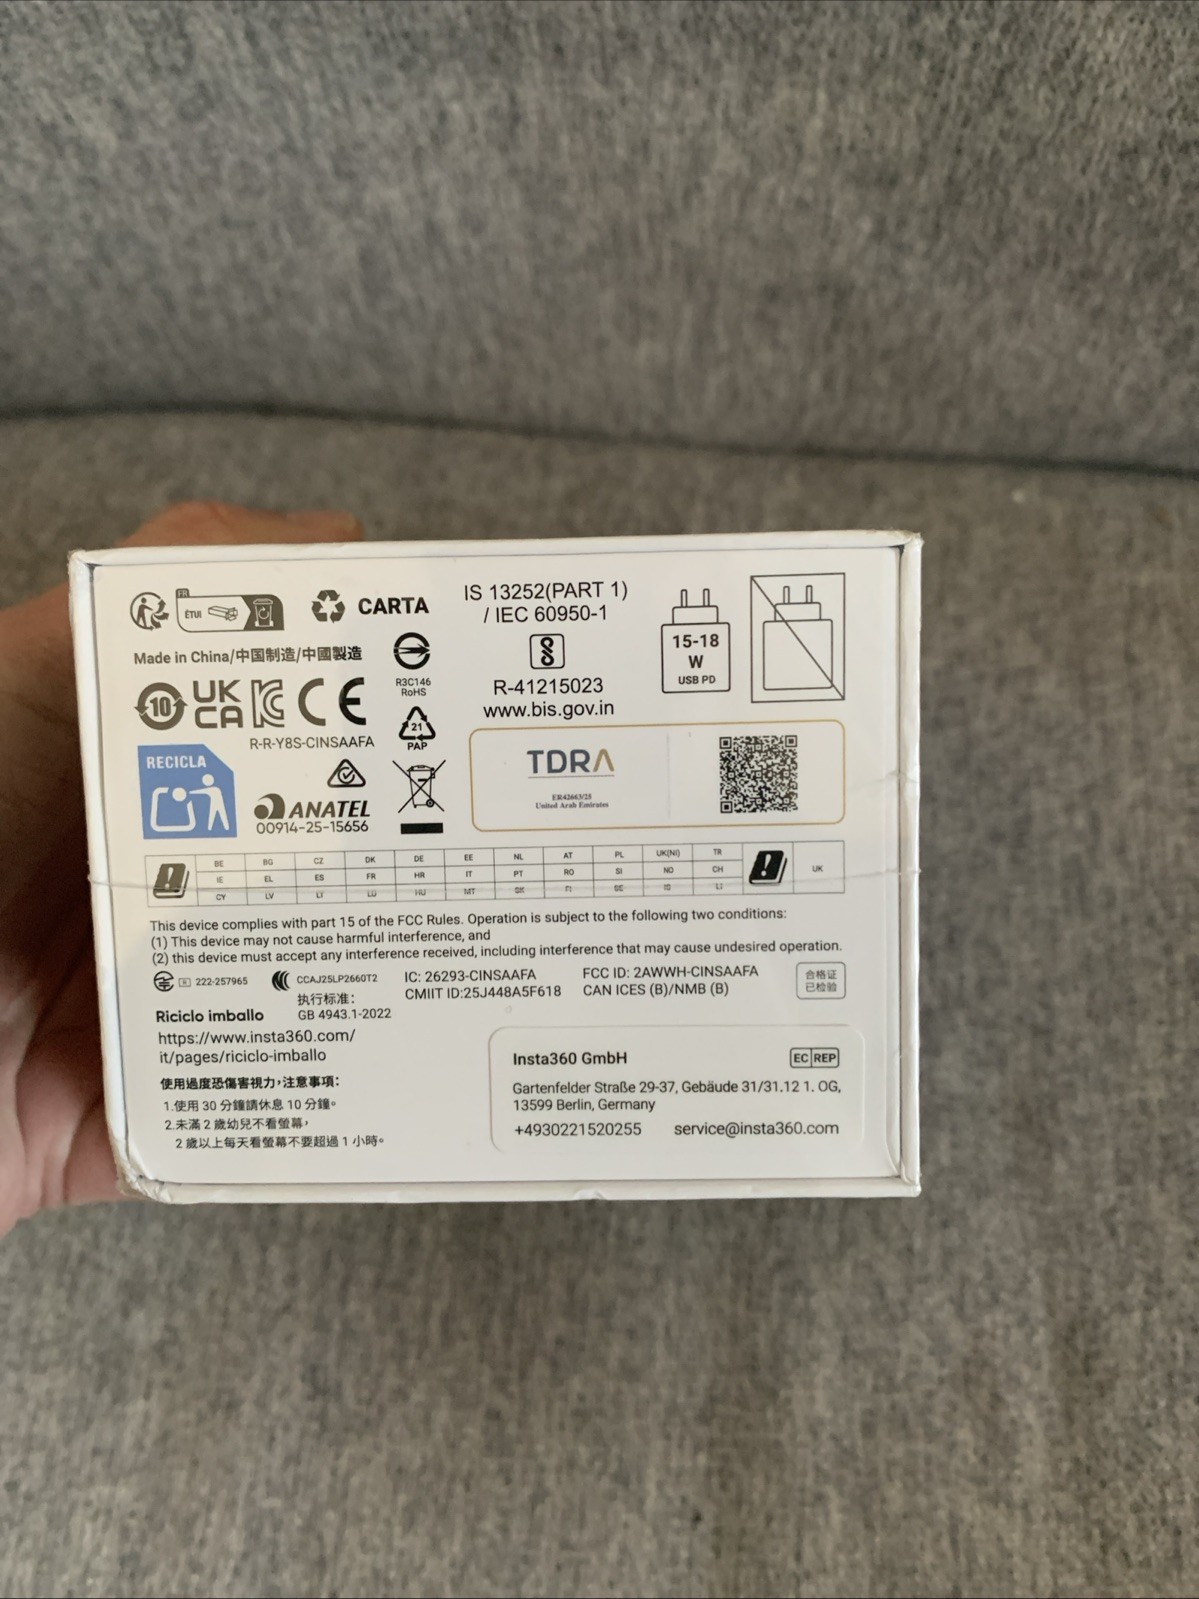 FR
ÉTUI
CARTA
Made in China/中国制造/中國製造
R3C146
RoHS
10
UK
CA
CE
R-R-Y8S-CINSAAFA
21
PAP
RECICLA
ANATEL
00914-25-15656
IS 13252(PART 1)
/ IEC 60950-1
R-41215023
www.bis.gov.in
15-18
W
USB PD
TDRA
ER42663/25
United Arab Emirates
BE BG CZ DK DE EE NL AT PL UK(NI) TR
IE EL ES FR HR IT PT RO SI NO CH UK
CY LV LT LU HU MT SK FI SE IS LI
This device complies with part 15 of the FCC Rules. Operation is subject to the following two conditions:
(1) This device may not cause harmful interference, and
(2) this device must accept any interference received, including interference that may cause undesired operation.
R 222-257965
CCAJ25LP2660T2
执行标准:
GB 4943.1-2022
IC: 26293-CINSAAFA
CMIIT ID:25J448A5F618
FCC ID: 2AWWH-CINSAAFA
CAN ICES (B)/NMB (B)
合格证
已检验
Riciclo imballo
https://www.insta360.com/
it/pages/riciclo-imballo
使用過度恐傷害視力,注意事項:
1.使用 30 分鐘請休息 10 分鐘。
2.未滿 2 歲幼兒不看螢幕,
2 歲以上每天看螢幕不要超過 1 小時。
Insta360 GmbH
EC REP
Gartenfelder Straße 29-37, Gebäude 31/31.12 1. OG,
13599 Berlin, Germany
+4930221520255 service@insta360.com